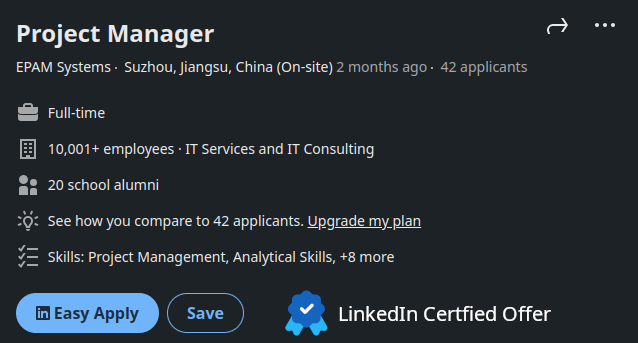 Project Manager
EPAM Systems · Suzhou, Jiangsu, China (On-site) 2 months ago · 42 applicants
Full-time
10,001+ employees · IT Services and IT Consulting
20 school alumni
See how you compare to 42 applicants. Upgrade my plan
Skills: Project Management, Analytical Skills, +8 more
in Easy Apply Save LinkedIn Certfied Offer